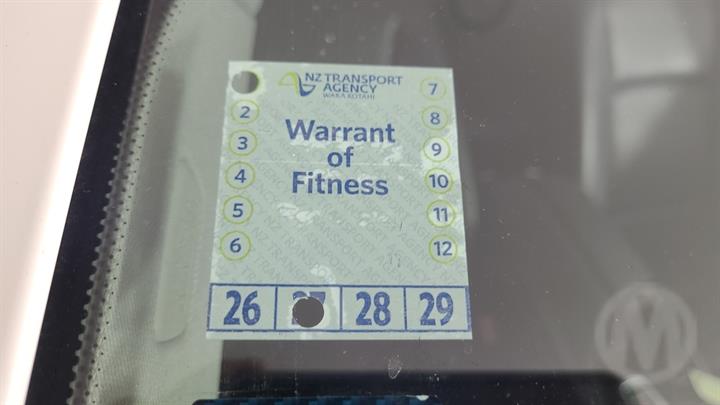 NZ TRANSPORT
AGENCY
WAKA KOTAHI
7
2
8
Warrant
3
9
of
4
10
Fitness
5
11
6
12
26 27 28 29
M